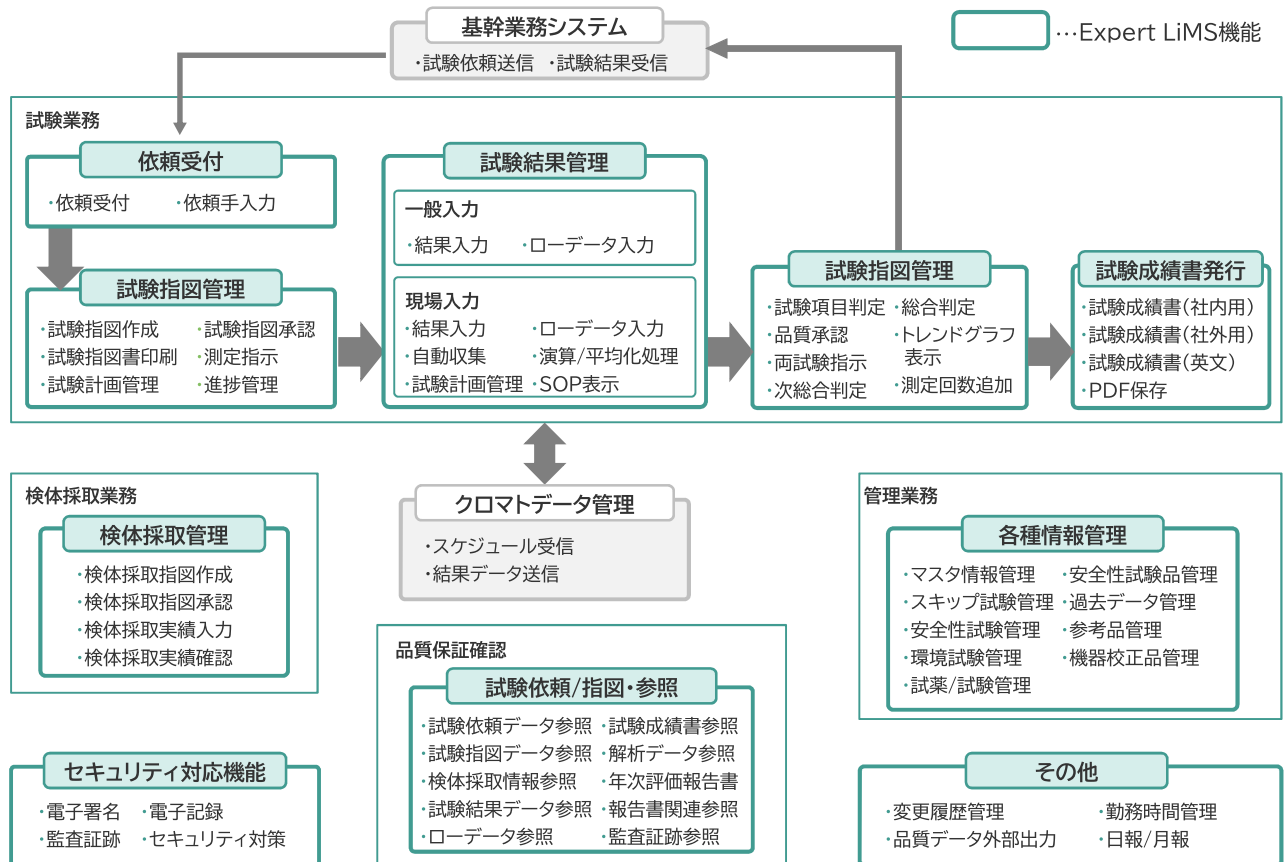 基幹業務システム
・試験依頼送信 ・試験結果受信
…Expert LiMS機能
試験業務
依頼受付
・依頼受付 ・依頼手入力
試験指図管理
・試験指図作成 ・試験指図承認
・試験指図書印刷 ・測定指示
・試験計画管理 ・進捗管理
試験結果管理
一般入力
・結果入力 ・ローデータ入力
現場入力
・結果入力 ・ローデータ入力
・自動収集 ・演算/平均化処理
・試験計画管理 ・SOP表示
試験指図管理
・試験項目判定 ・総合判定
・品質承認 ・トレンドグラフ
表示
・両試験指示
・次総合判定 ・測定回数追加
試験成績書発行
・試験成績書(社内用)
・試験成績書(社外用)
・試験成績書(英文)
・PDF保存
検体採取業務
検体採取管理
・検体採取指図作成
・検体採取指図承認
・検体採取実績入力
・検体採取実績確認
クロマトデータ管理
・スケジュール受信
・結果データ送信
管理業務
各種情報管理
・マスタ情報管理 ・安全性試験品管理
・スキップ試験管理 ・過去データ管理
・安全性試験管理 ・参考品管理
・環境試験管理 ・機器校正品管理
・試薬/試験管理
品質保証確認
試験依頼/指図・参照
・試験依頼データ参照 ・試験成績書参照
・試験指図データ参照 ・解析データ参照
・検体採取情報参照 ・年次評価報告書
・試験結果データ参照 ・報告書関連参照
・ローデータ参照 ・監査証跡参照
セキュリティ対応機能
・電子署名 ・電子記録
・監査証跡 ・セキュリティ対策
その他
・変更履歴管理 ・勤務時間管理
・品質データ外部出力 ・日報/月報